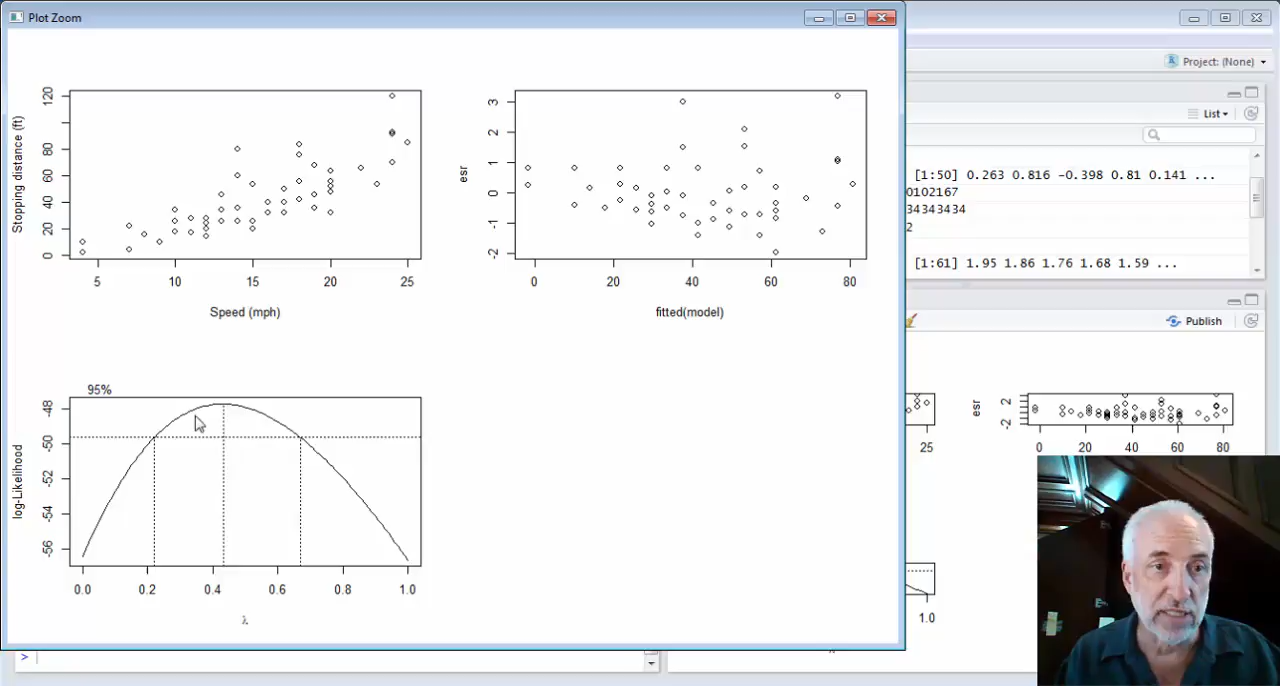 Plot Zoom
Project: (None)
List
[1:50] 0.263 0.816 -0.398 0.81 0.141 ...
0102167
34343434
2
[1:61] 1.95 1.86 1.76 1.68 1.59 ...
Publish
Stopping distance (ft)
0 20 40 60 80 120
5 10 15 20 25
Speed (mph)
esr
-2 -1 0 1 2 3
0 20 40 60 80
fitted(model)
95%
log-Likelihood
-56 -54 -52 -50 -48
0.0 0.2 0.4 0.6 0.8 1.0
λ
25
esr
-2 2
0 20 40 60 80
1.0
>